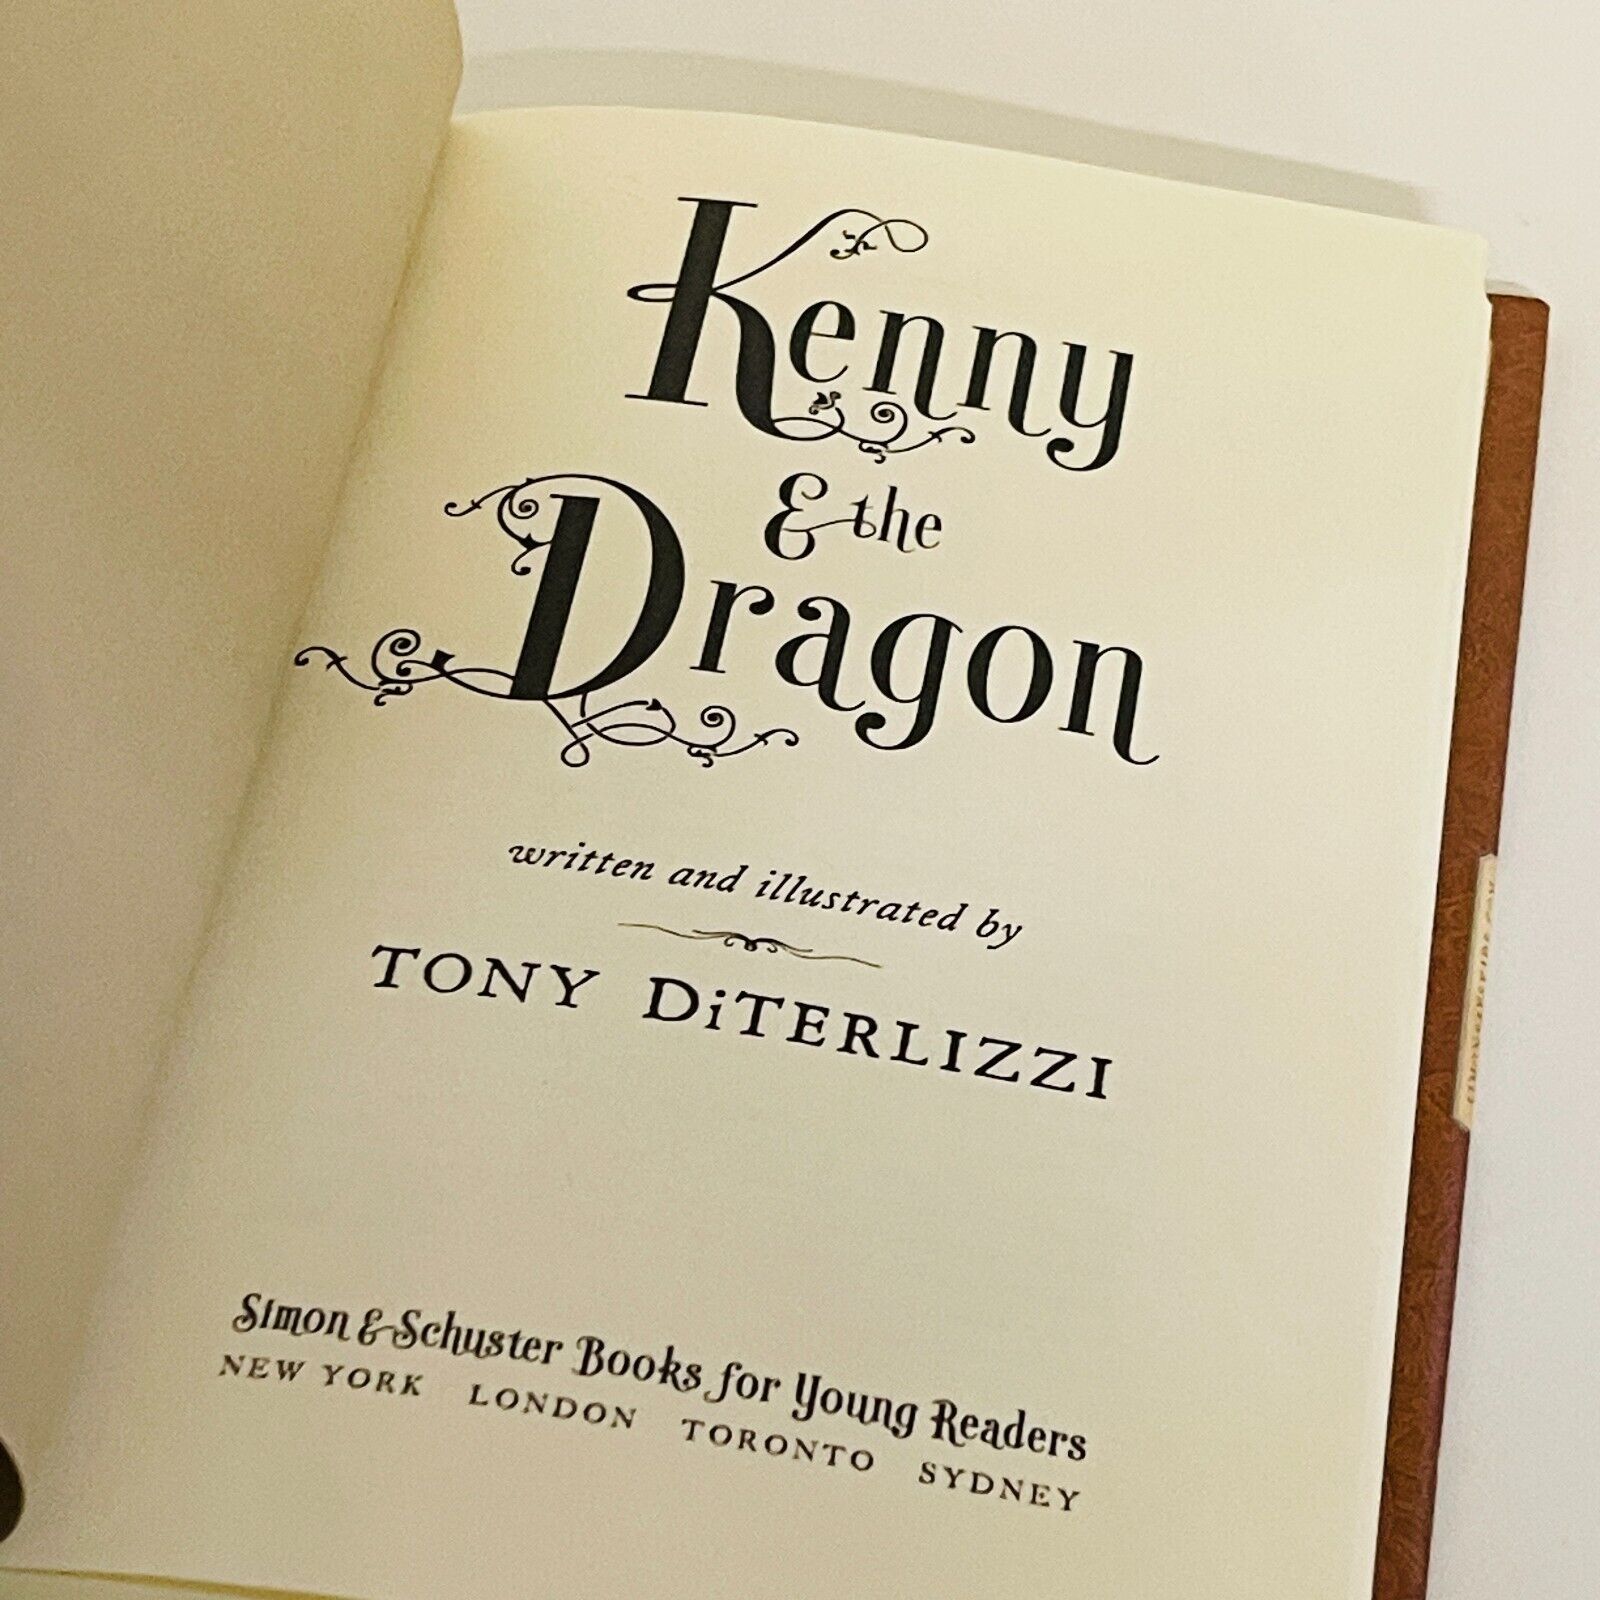 Kenny
& the
Dragon
written and illustrated by
TONY DiTERLIZZI
Simon & Schuster Books for Young Readers
NEW YORK LONDON TORONTO SYDNEY